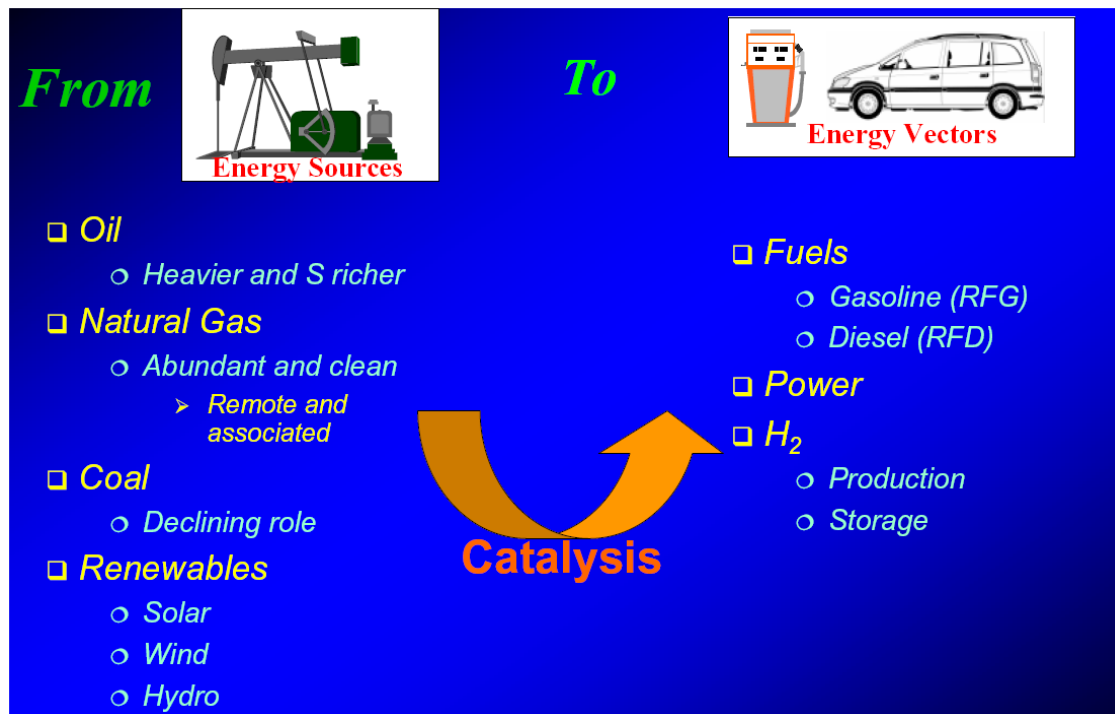 From
Energy Sources
To
Energy Vectors
Oil
Heavier and S richer
Natural Gas
Abundant and clean
Remote and
associated
Coal
Declining role
Renewables
Solar
Wind
Hydro
Catalysis
Fuels
Gasoline (RFG)
Diesel (RFD)
Power
H₂
Production
Storage